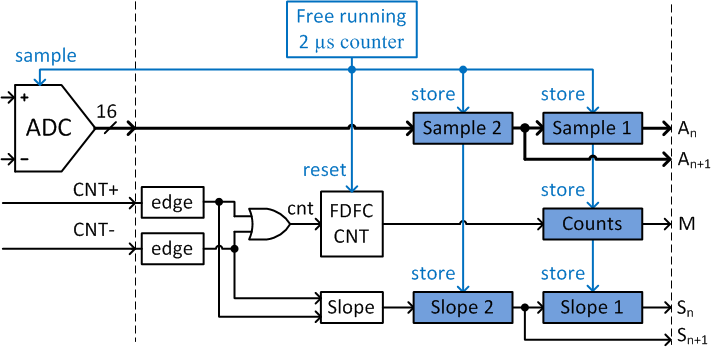 Free running
2 µs counter
sample
16
ADC
+
−
store
store
Sample 2
Sample 1
An
An+1
reset
store
CNT+
edge
cnt
FDFC
CNT
Counts
M
CNT-
edge
store
store
Slope
Slope 2
Slope 1
Sn
Sn+1